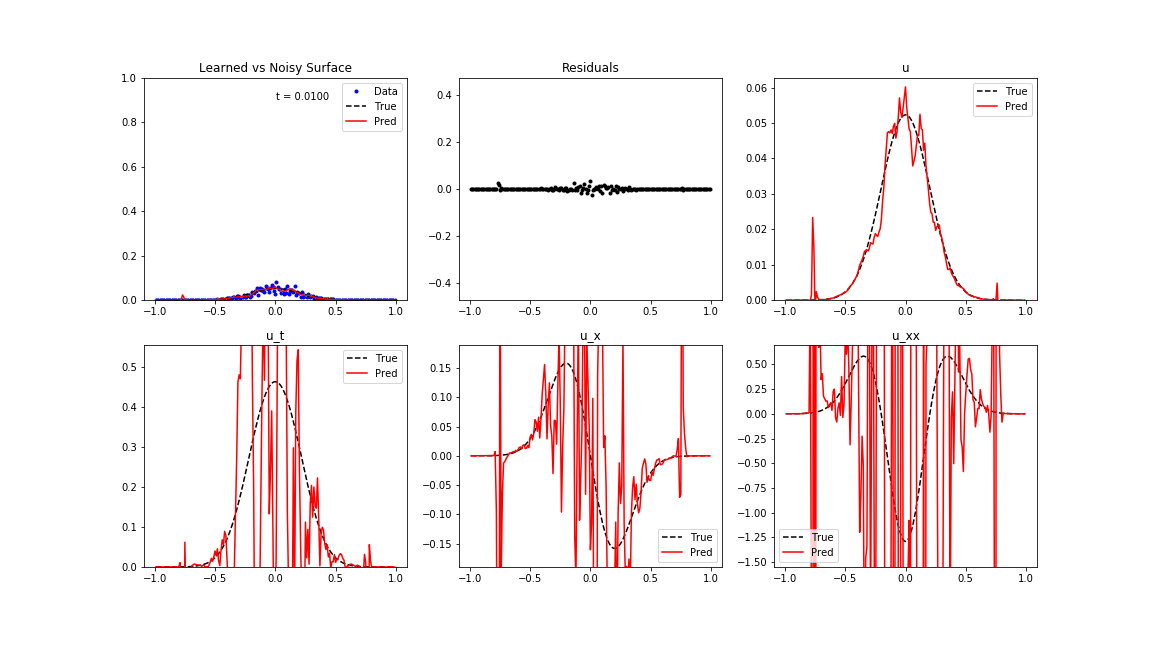 Learned vs Noisy Surface
1.0
0.8
0.6
0.4
0.2
0.0
−1.0 −0.5 0.0 0.5 1.0
t = 0.0100
Data
True
Pred
Residuals
0.4
0.2
0.0
−0.2
−0.4
−1.0 −0.5 0.0 0.5 1.0
u
0.06
0.05
0.04
0.03
0.02
0.01
0.00
−1.0 −0.5 0.0 0.5 1.0
True
Pred
u_t
0.5
0.4
0.3
0.2
0.1
0.0
−1.0 −0.5 0.0 0.5 1.0
True
Pred
u_x
0.15
0.10
0.05
0.00
−0.05
−0.10
−0.15
−1.0 −0.5 0.0 0.5 1.0
True
Pred
u_xx
0.50
0.25
0.00
−0.25
−0.50
−0.75
−1.00
−1.25
−1.50
−1.0 −0.5 0.0 0.5 1.0
True
Pred